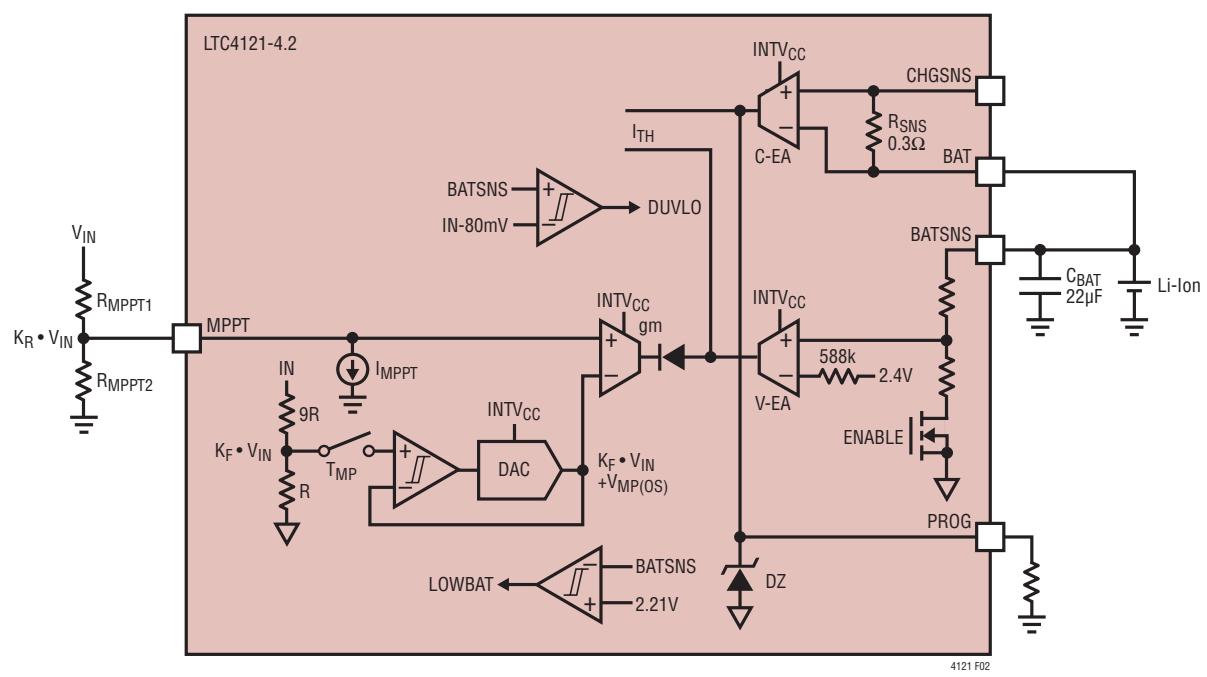 LTC4121-4.2
INTVCC
CHGSNS
+
−
RSNS
0.3Ω
C-EA
BAT
ITH
BATSNS
+
IN-80mV
−
DUVLO
BATSNS
CBAT
22µF
Li-Ion
VIN
RMPPT1
KR • VIN
RMPPT2
MPPT
IMPPT
INTVCC
gm
+
−
INTVCC
+
−
588k
2.4V
V-EA
ENABLE
IN
9R
KF • VIN
R
TMP
+
−
INTVCC
DAC
KF • VIN
+VMP(OS)
PROG
DZ
LOWBAT
−
BATSNS
+
2.21V
4121 F02